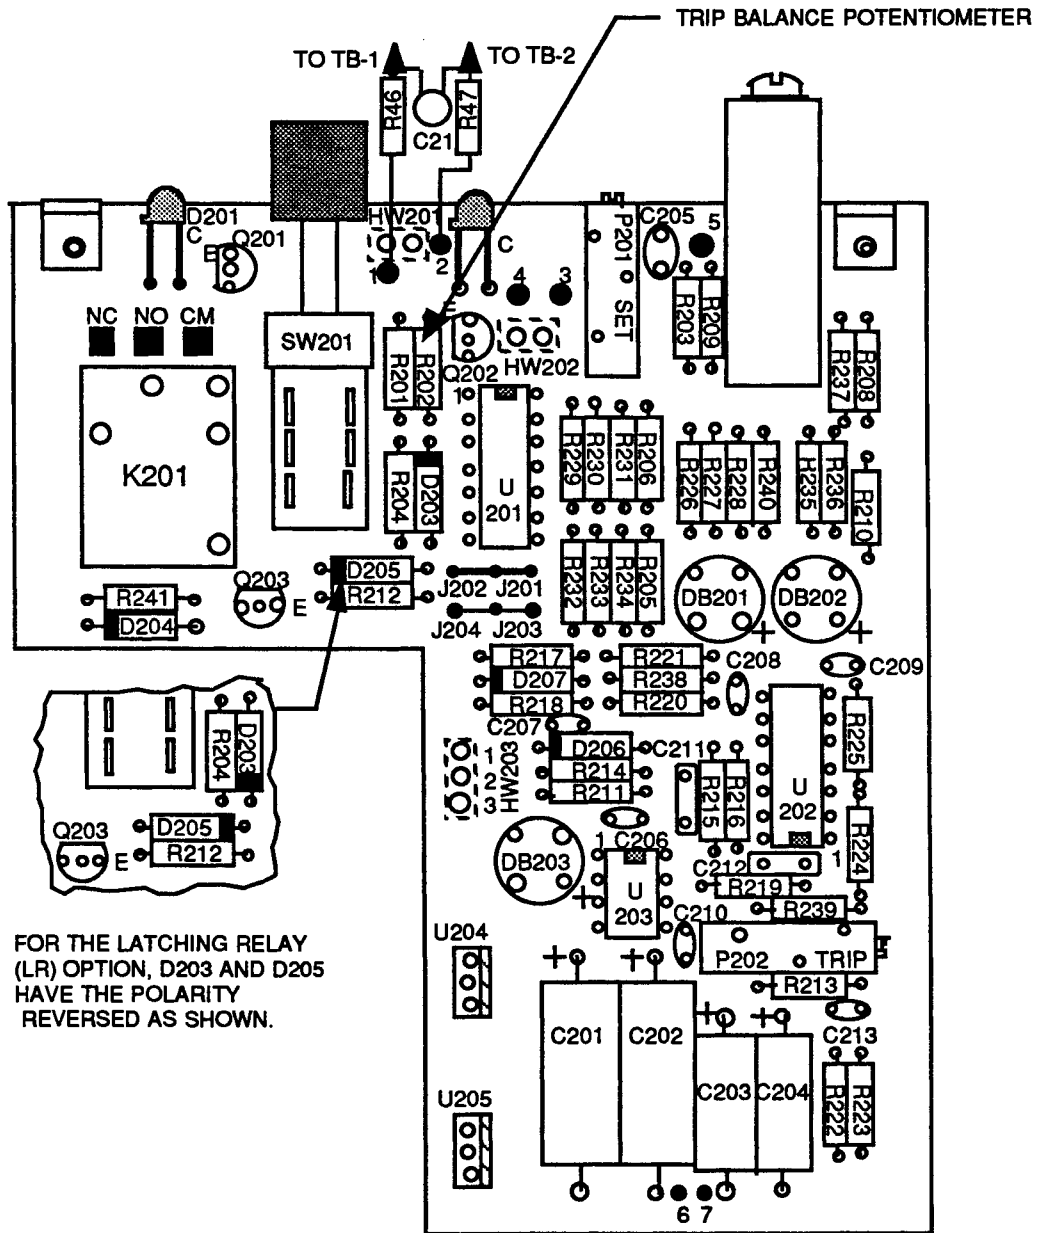 TRIP BALANCE POTENTIOMETER
TO TB-1
TO TB-2
R46
C21
R47
D201
C
E
Q201
HW201
1
2
C
4
3
P201
SET
C205
5
R203
R209
NC
NO
CM
SW201
R201
R202
E
Q202
HW202
R237
R208
K201
R204
D203
1
U
201
R229
R230
R231
R206
R226
R227
R228
R240
R235
R236
R210
Q203
E
D205
R212
R241
D204
J202
J201
J204
J203
R232
R233
R234
R205
DB201
+
DB202
+
R217
D207
R218
R221
R238
R220
C208
C209
C207
D206
R214
R211
C211
HW203
1
2
3
R215
R216
1
U
202
1
R225
R224
R204
D203
Q203
E
D205
R212
DB203
+
1
C206
U
203
C212
R219
R239
C210
P202
TRIP
R213
C213
FOR THE LATCHING RELAY
(LR) OPTION, D203 AND D205
HAVE THE POLARITY
REVERSED AS SHOWN.
U204
U205
+
C201
+
C202
+
C203
+
C204
R222
R223
6 7